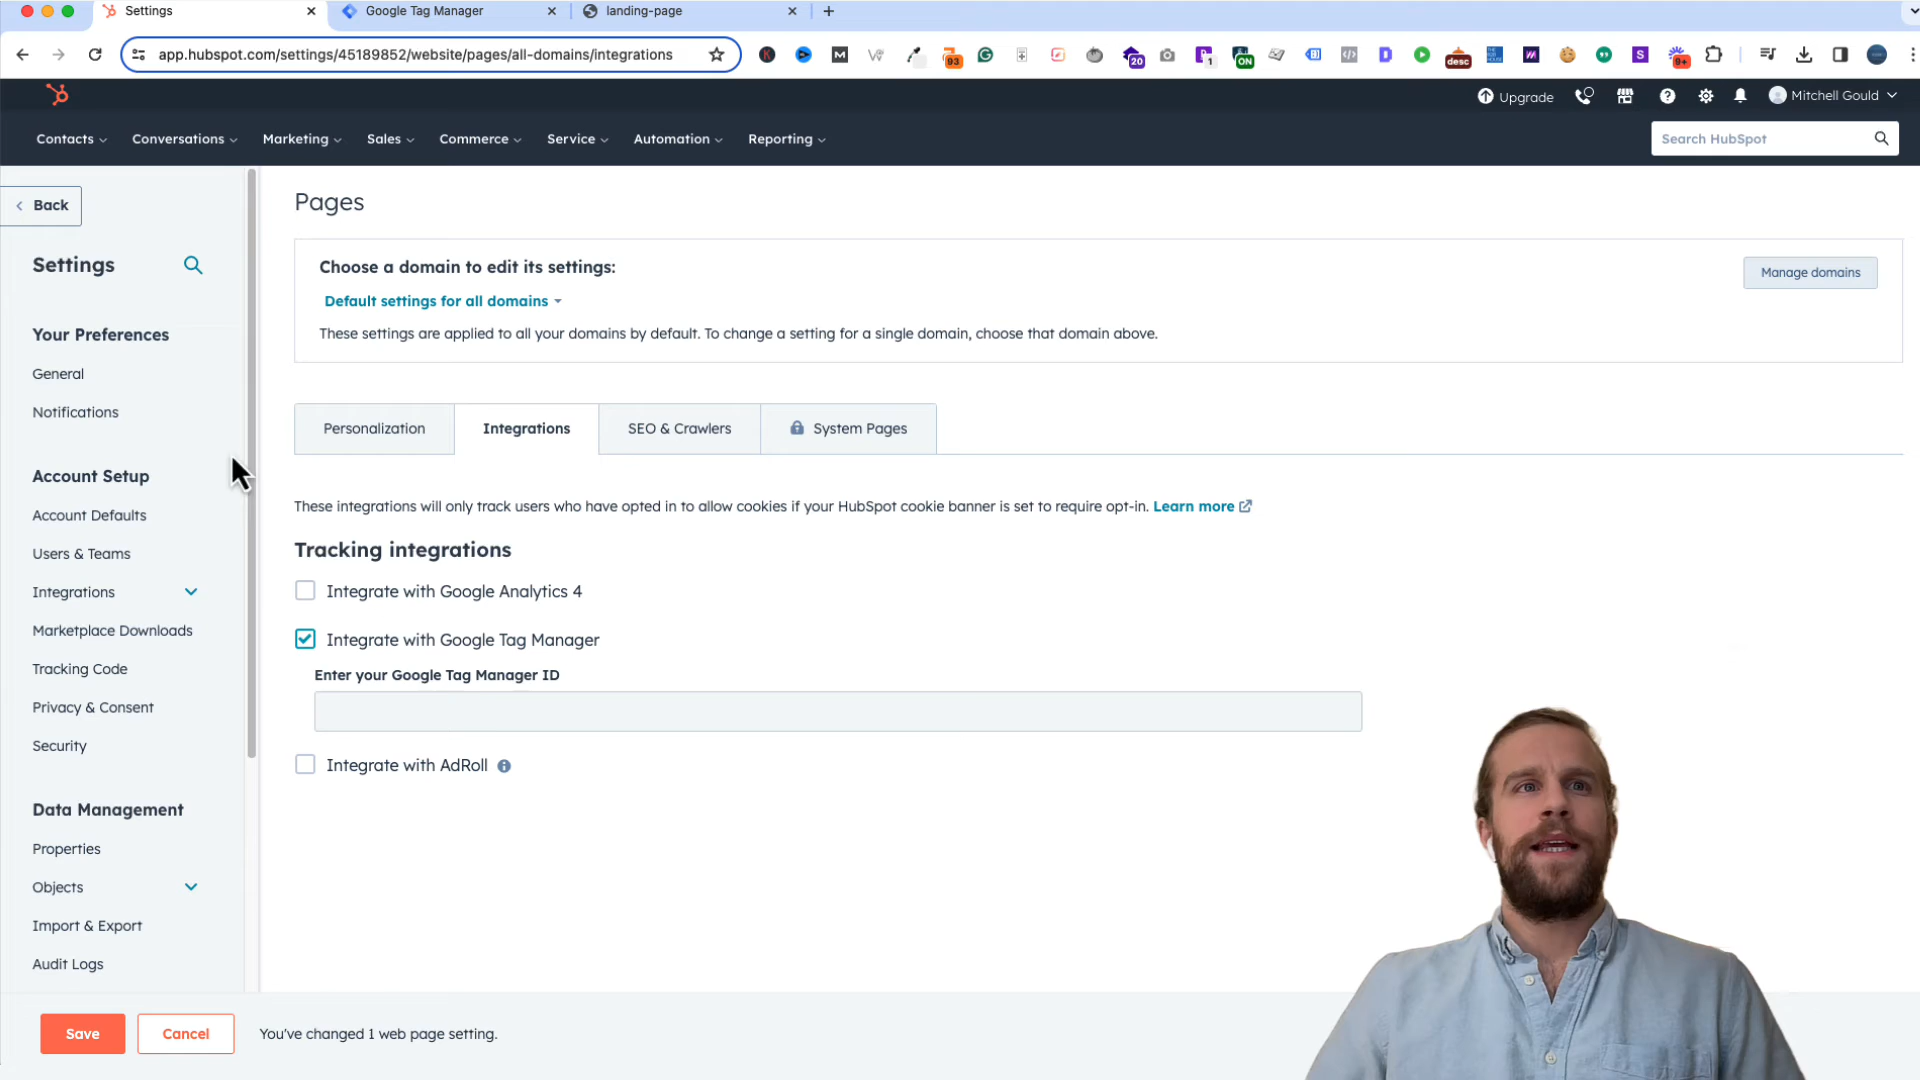 Settings
Google Tag Manager
landing-page
app.hubspot.com/settings/45189852/website/pages/all-domains/integrations
93
20
1
ON
desc
9+
Upgrade
Mitchell Gould
Contacts
Conversations
Marketing
Sales
Commerce
Service
Automation
Reporting
Search HubSpot
Back
Settings
Your Preferences
General
Notifications
Account Setup
Account Defaults
Users & Teams
Integrations
Marketplace Downloads
Tracking Code
Privacy & Consent
Security
Data Management
Properties
Objects
Import & Export
Audit Logs
Pages
Choose a domain to edit its settings:
Manage domains
Default settings for all domains
These settings are applied to all your domains by default. To change a setting for a single domain, choose that domain above.
Personalization
Integrations
SEO & Crawlers
System Pages
These integrations will only track users who have opted in to allow cookies if your HubSpot cookie banner is set to require opt-in. Learn more
Tracking integrations
Integrate with Google Analytics 4
Integrate with Google Tag Manager
Enter your Google Tag Manager ID
Integrate with AdRoll
Save
Cancel
You've changed 1 web page setting.